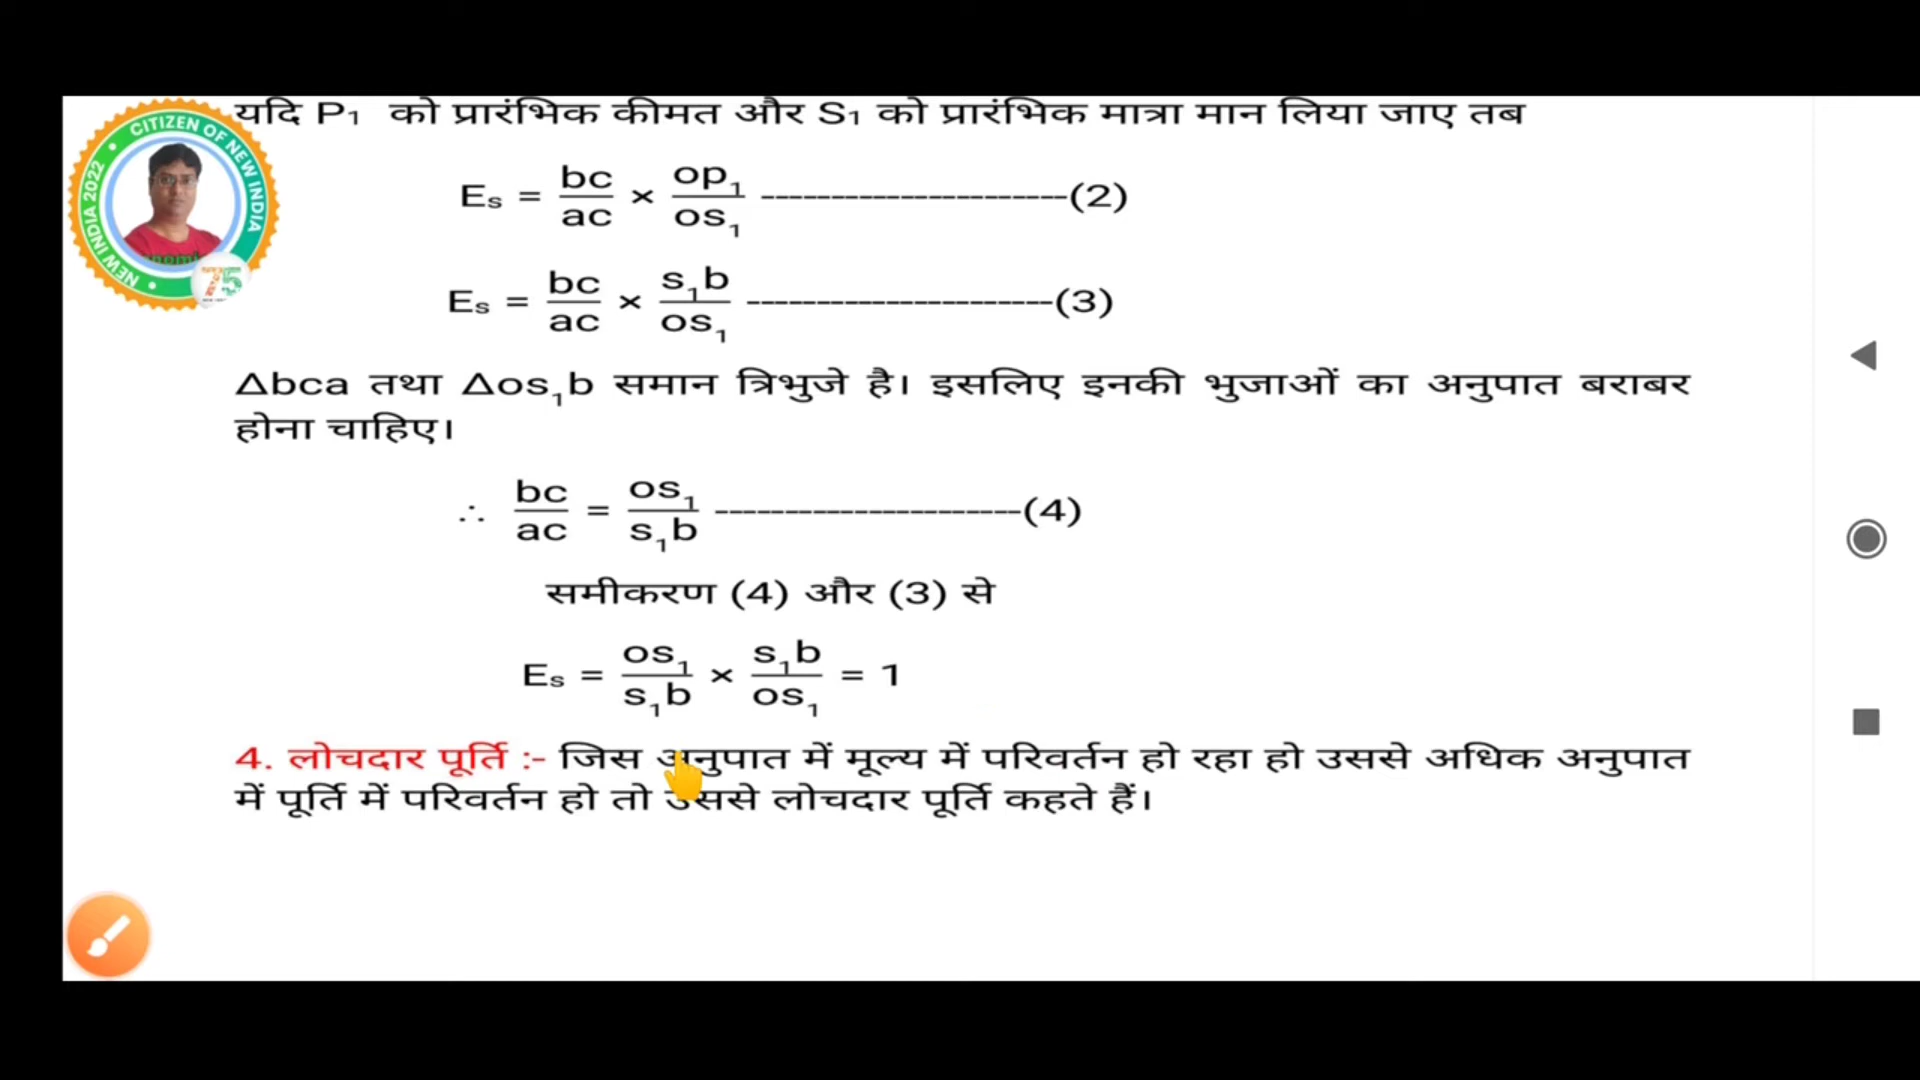 यदि P₁ को प्रारंभिक कीमत और S₁ को प्रारंभिक मात्रा मान लिया जाए तब
CITIZEN OF NEW INDIA
NEW INDIA 2022
75
Eₛ = bc/ac × op₁/os₁ ----------------------(2)
Eₛ = bc/ac × s₁b/os₁ ----------------------(3)
Δbca तथा Δos₁b समान त्रिभुजे है। इसलिए इनकी भुजाओं का अनुपात बराबर
होना चाहिए।
∴ bc/ac = os₁/s₁b ----------------------(4)
समीकरण (4) और (3) से
Eₛ = os₁/s₁b × s₁b/os₁ = 1
4. लोचदार पूर्ति :- जिस अनुपात में मूल्य में परिवर्तन हो रहा हो उससे अधिक अनुपात
में पूर्ति में परिवर्तन हो तो उससे लोचदार पूर्ति कहते हैं।